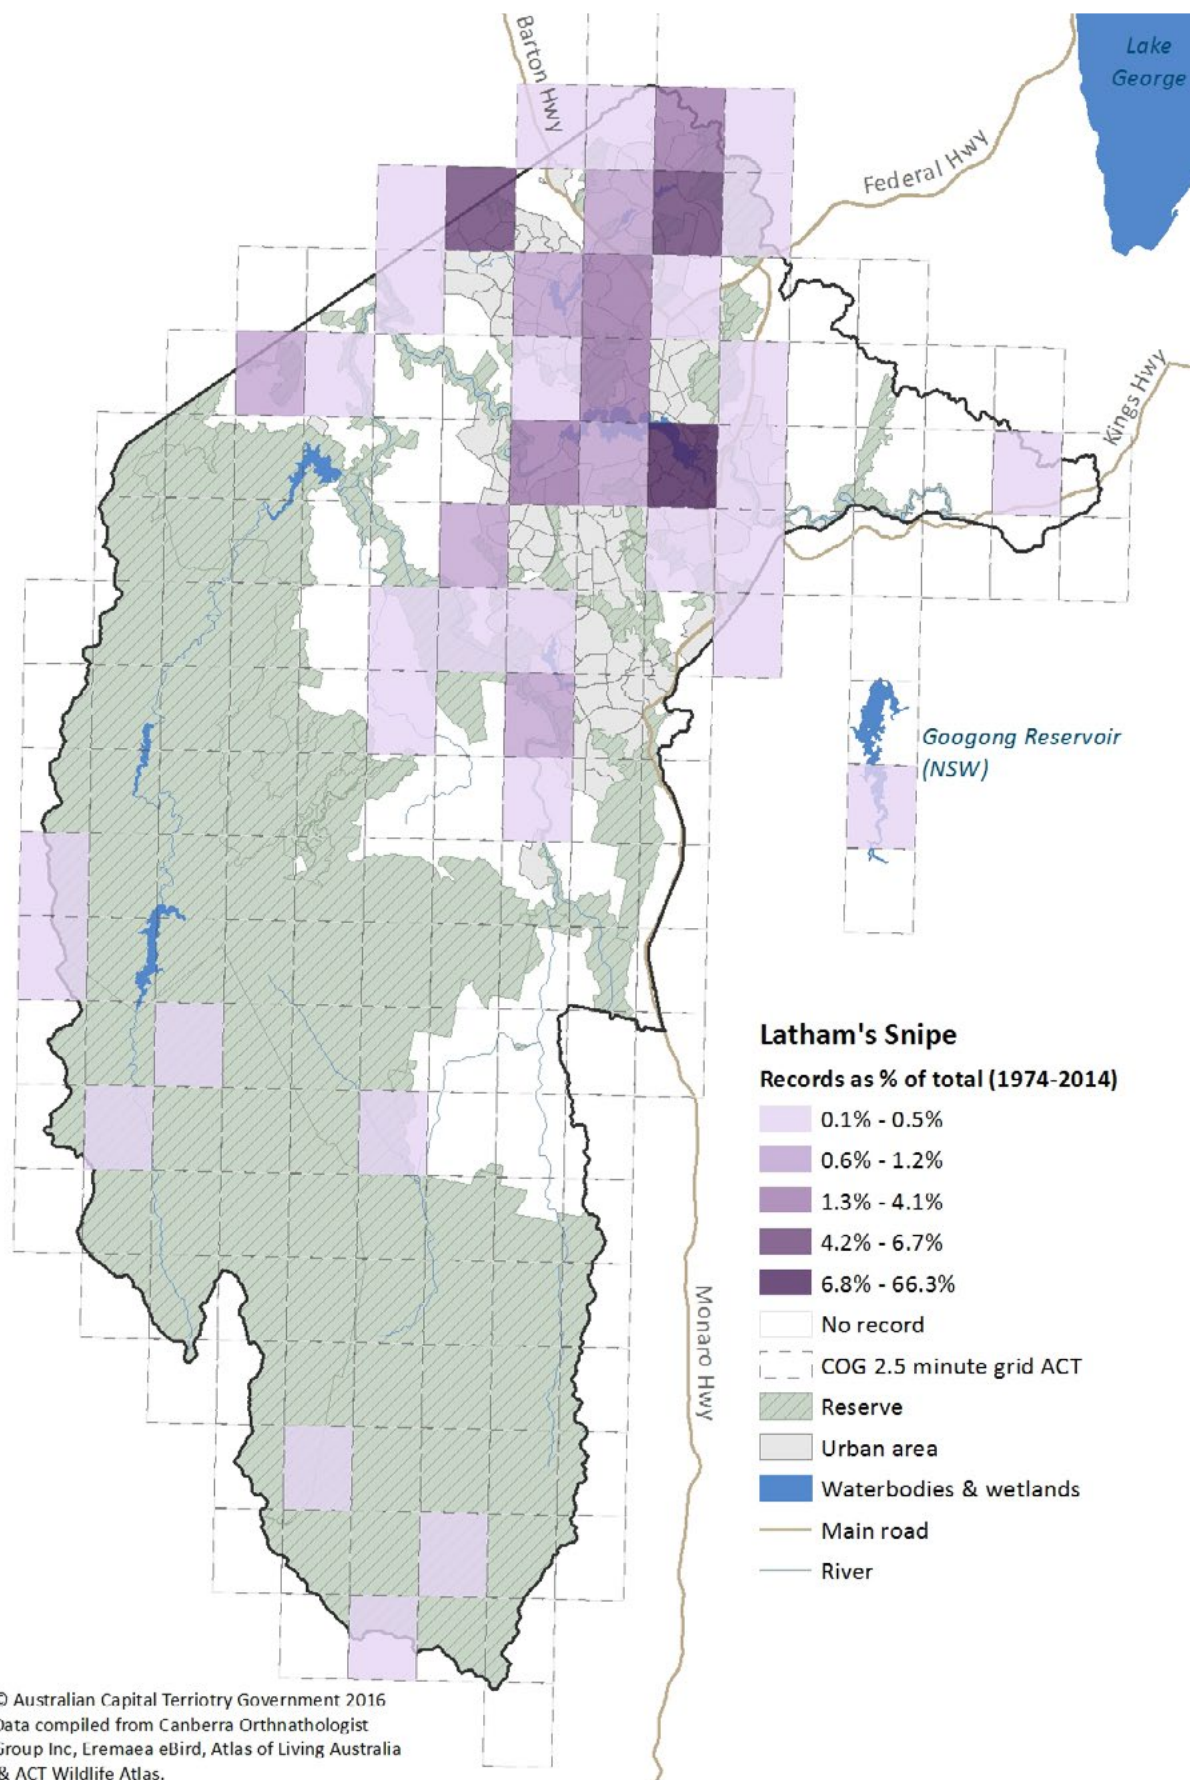 Barton Hwy
Lake
George
Federal Hwy
Kings Hwy
Googong Reservoir
(NSW)
Latham's Snipe
Records as % of total (1974-2014)
0.1% - 0.5%
0.6% - 1.2%
1.3% - 4.1%
4.2% - 6.7%
6.8% - 66.3%
No record
COG 2.5 minute grid ACT
Reserve
Urban area
Waterbodies & wetlands
Main road
River
Monaro Hwy
© Australian Capital Terriotry Government 2016
Data compiled from Canberra Orthnathologist
Group Inc, Eremaea eBird, Atlas of Living Australia
& ACT Wildlife Atlas.